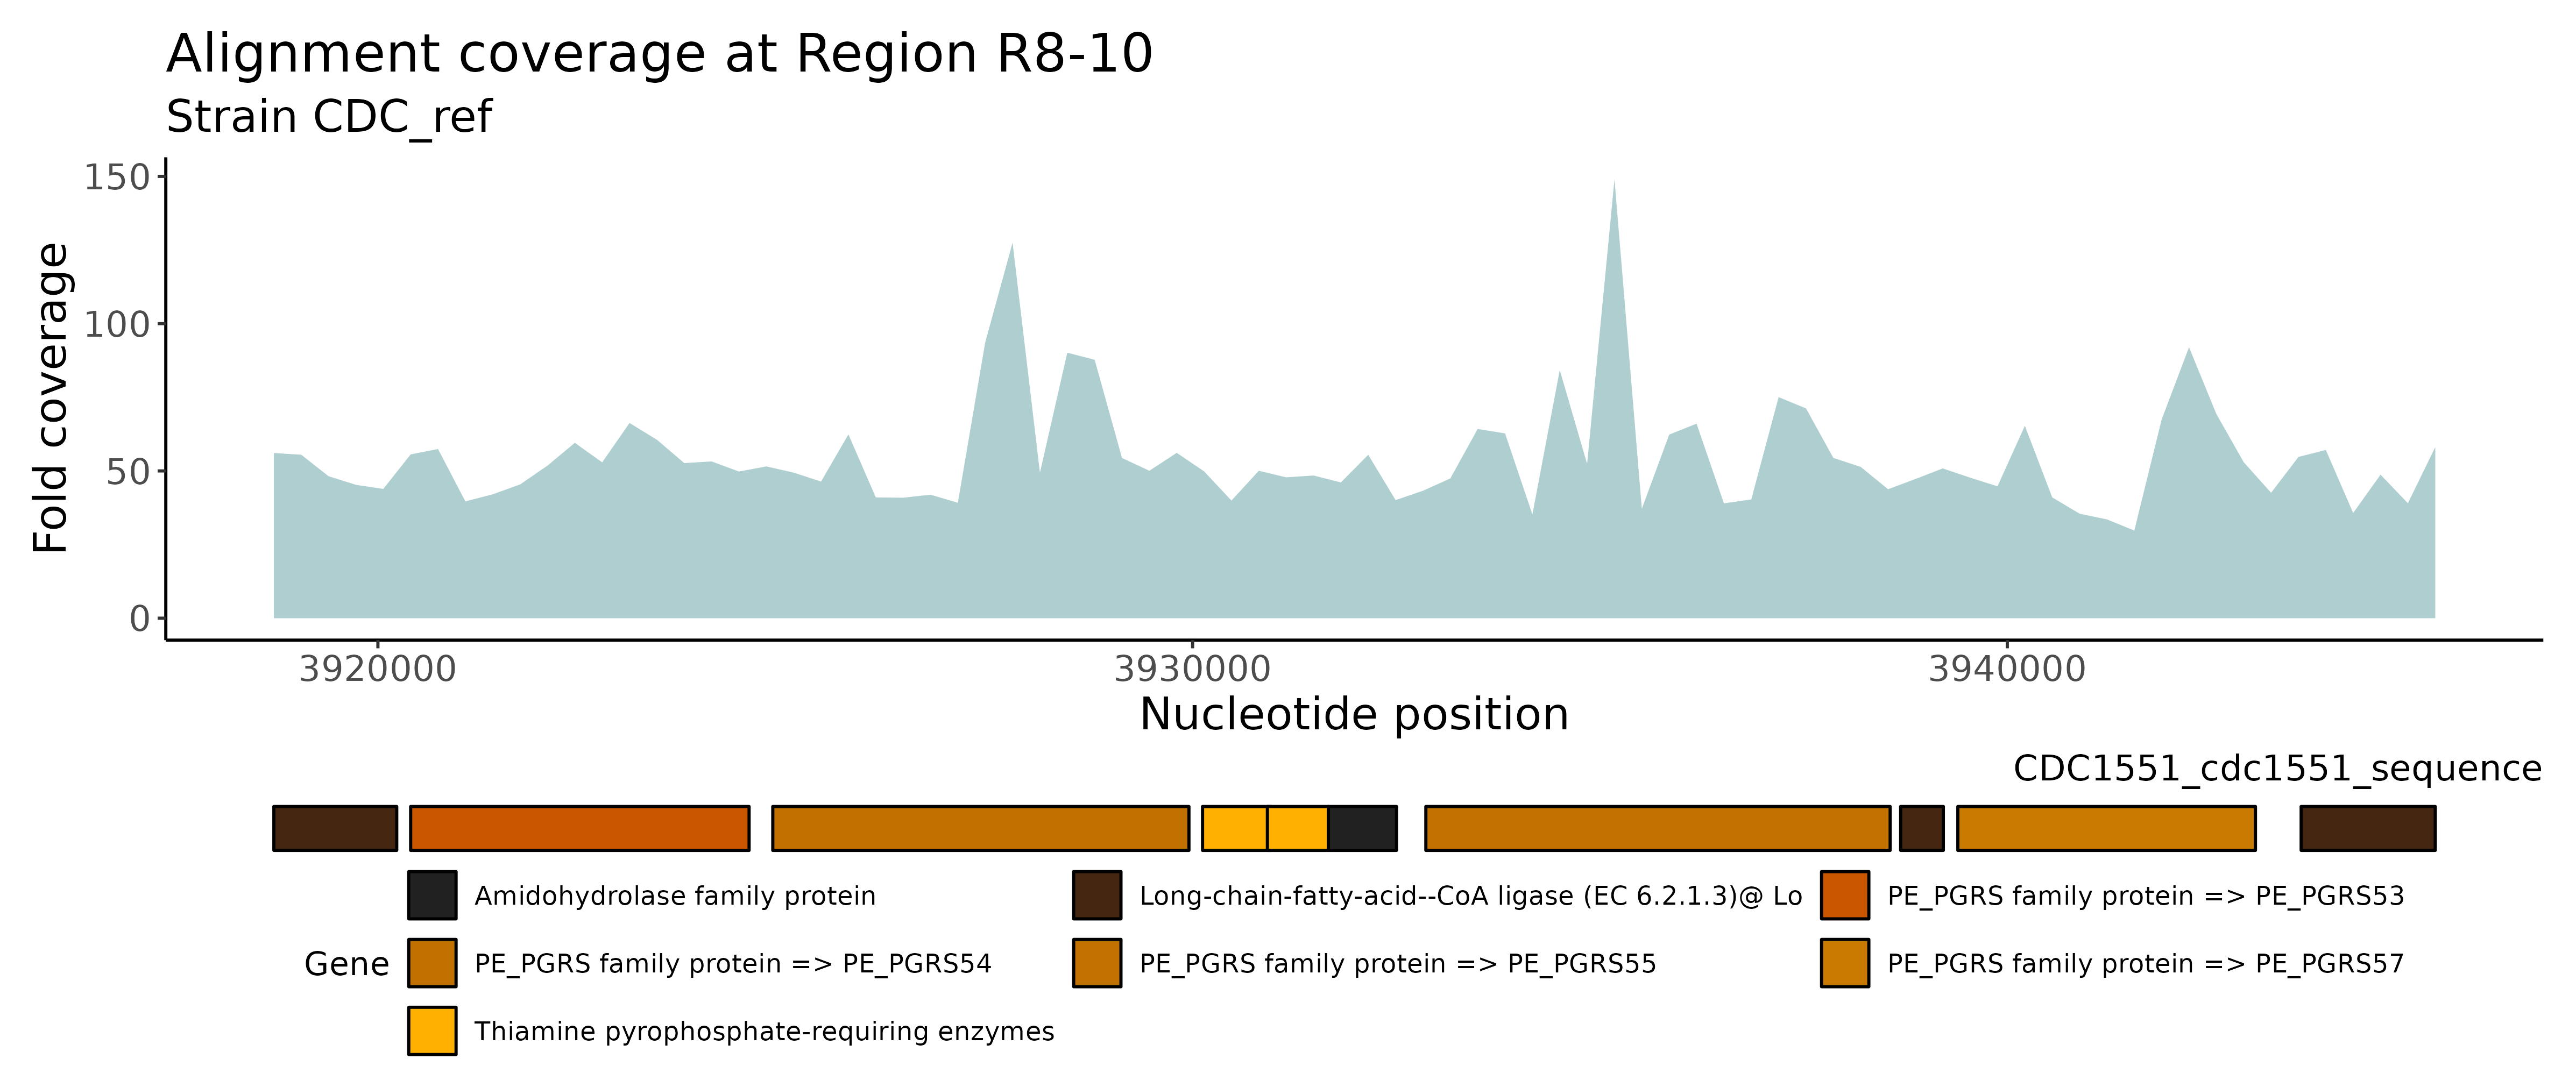 Alignment coverage at Region R8-10
Strain CDC_ref
150
100
50
0
Fold coverage
3920000 3930000 3940000
Nucleotide position
CDC1551_cdc1551_sequence
Gene
Amidohydrolase family protein
Long-chain-fatty-acid--CoA ligase (EC 6.2.1.3)@ Lo
PE_PGRS family protein => PE_PGRS53
PE_PGRS family protein => PE_PGRS54
PE_PGRS family protein => PE_PGRS55
PE_PGRS family protein => PE_PGRS57
Thiamine pyrophosphate-requiring enzymes